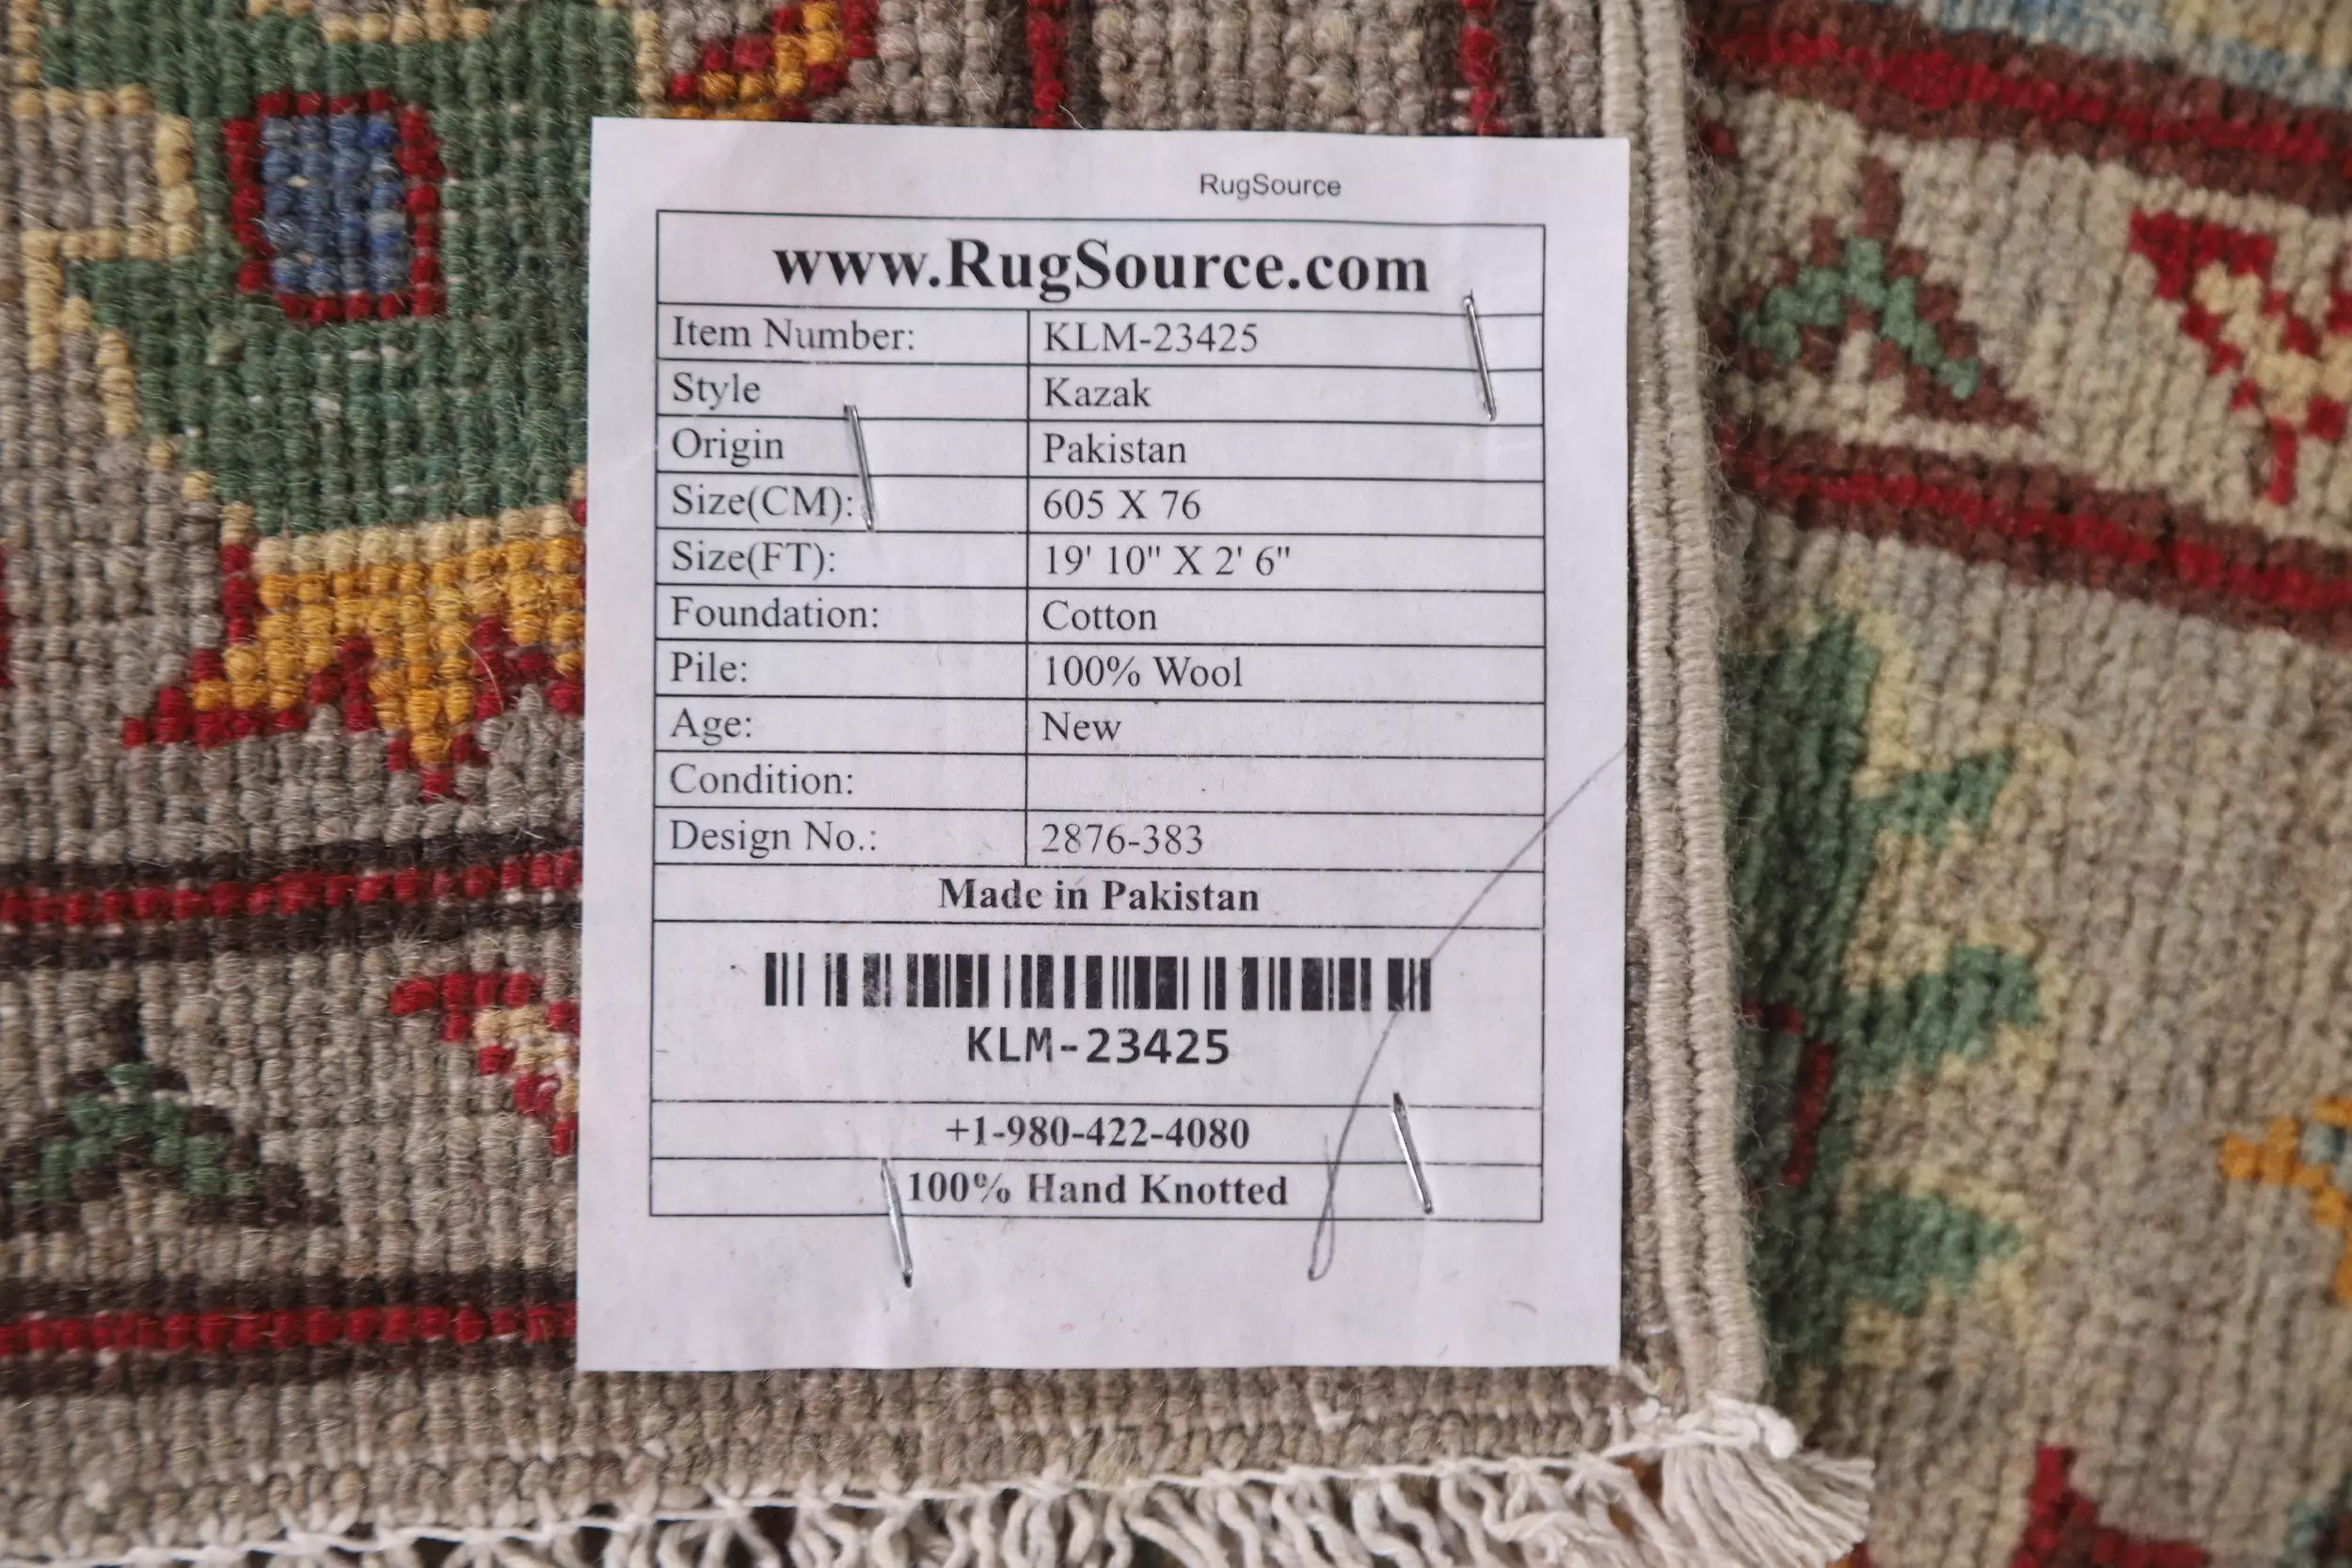 RugSource
www.RugSource.com
Item Number: KLM-23425
Style Kazak
Origin Pakistan
Size(CM): 605 X 76
Size(FT): 19' 10" X 2' 6"
Foundation: Cotton
Pile: 100% Wool
Age: New
Condition:
Design No.: 2876-383
Made in Pakistan
KLM-23425
+1-980-422-4080
100% Hand Knotted